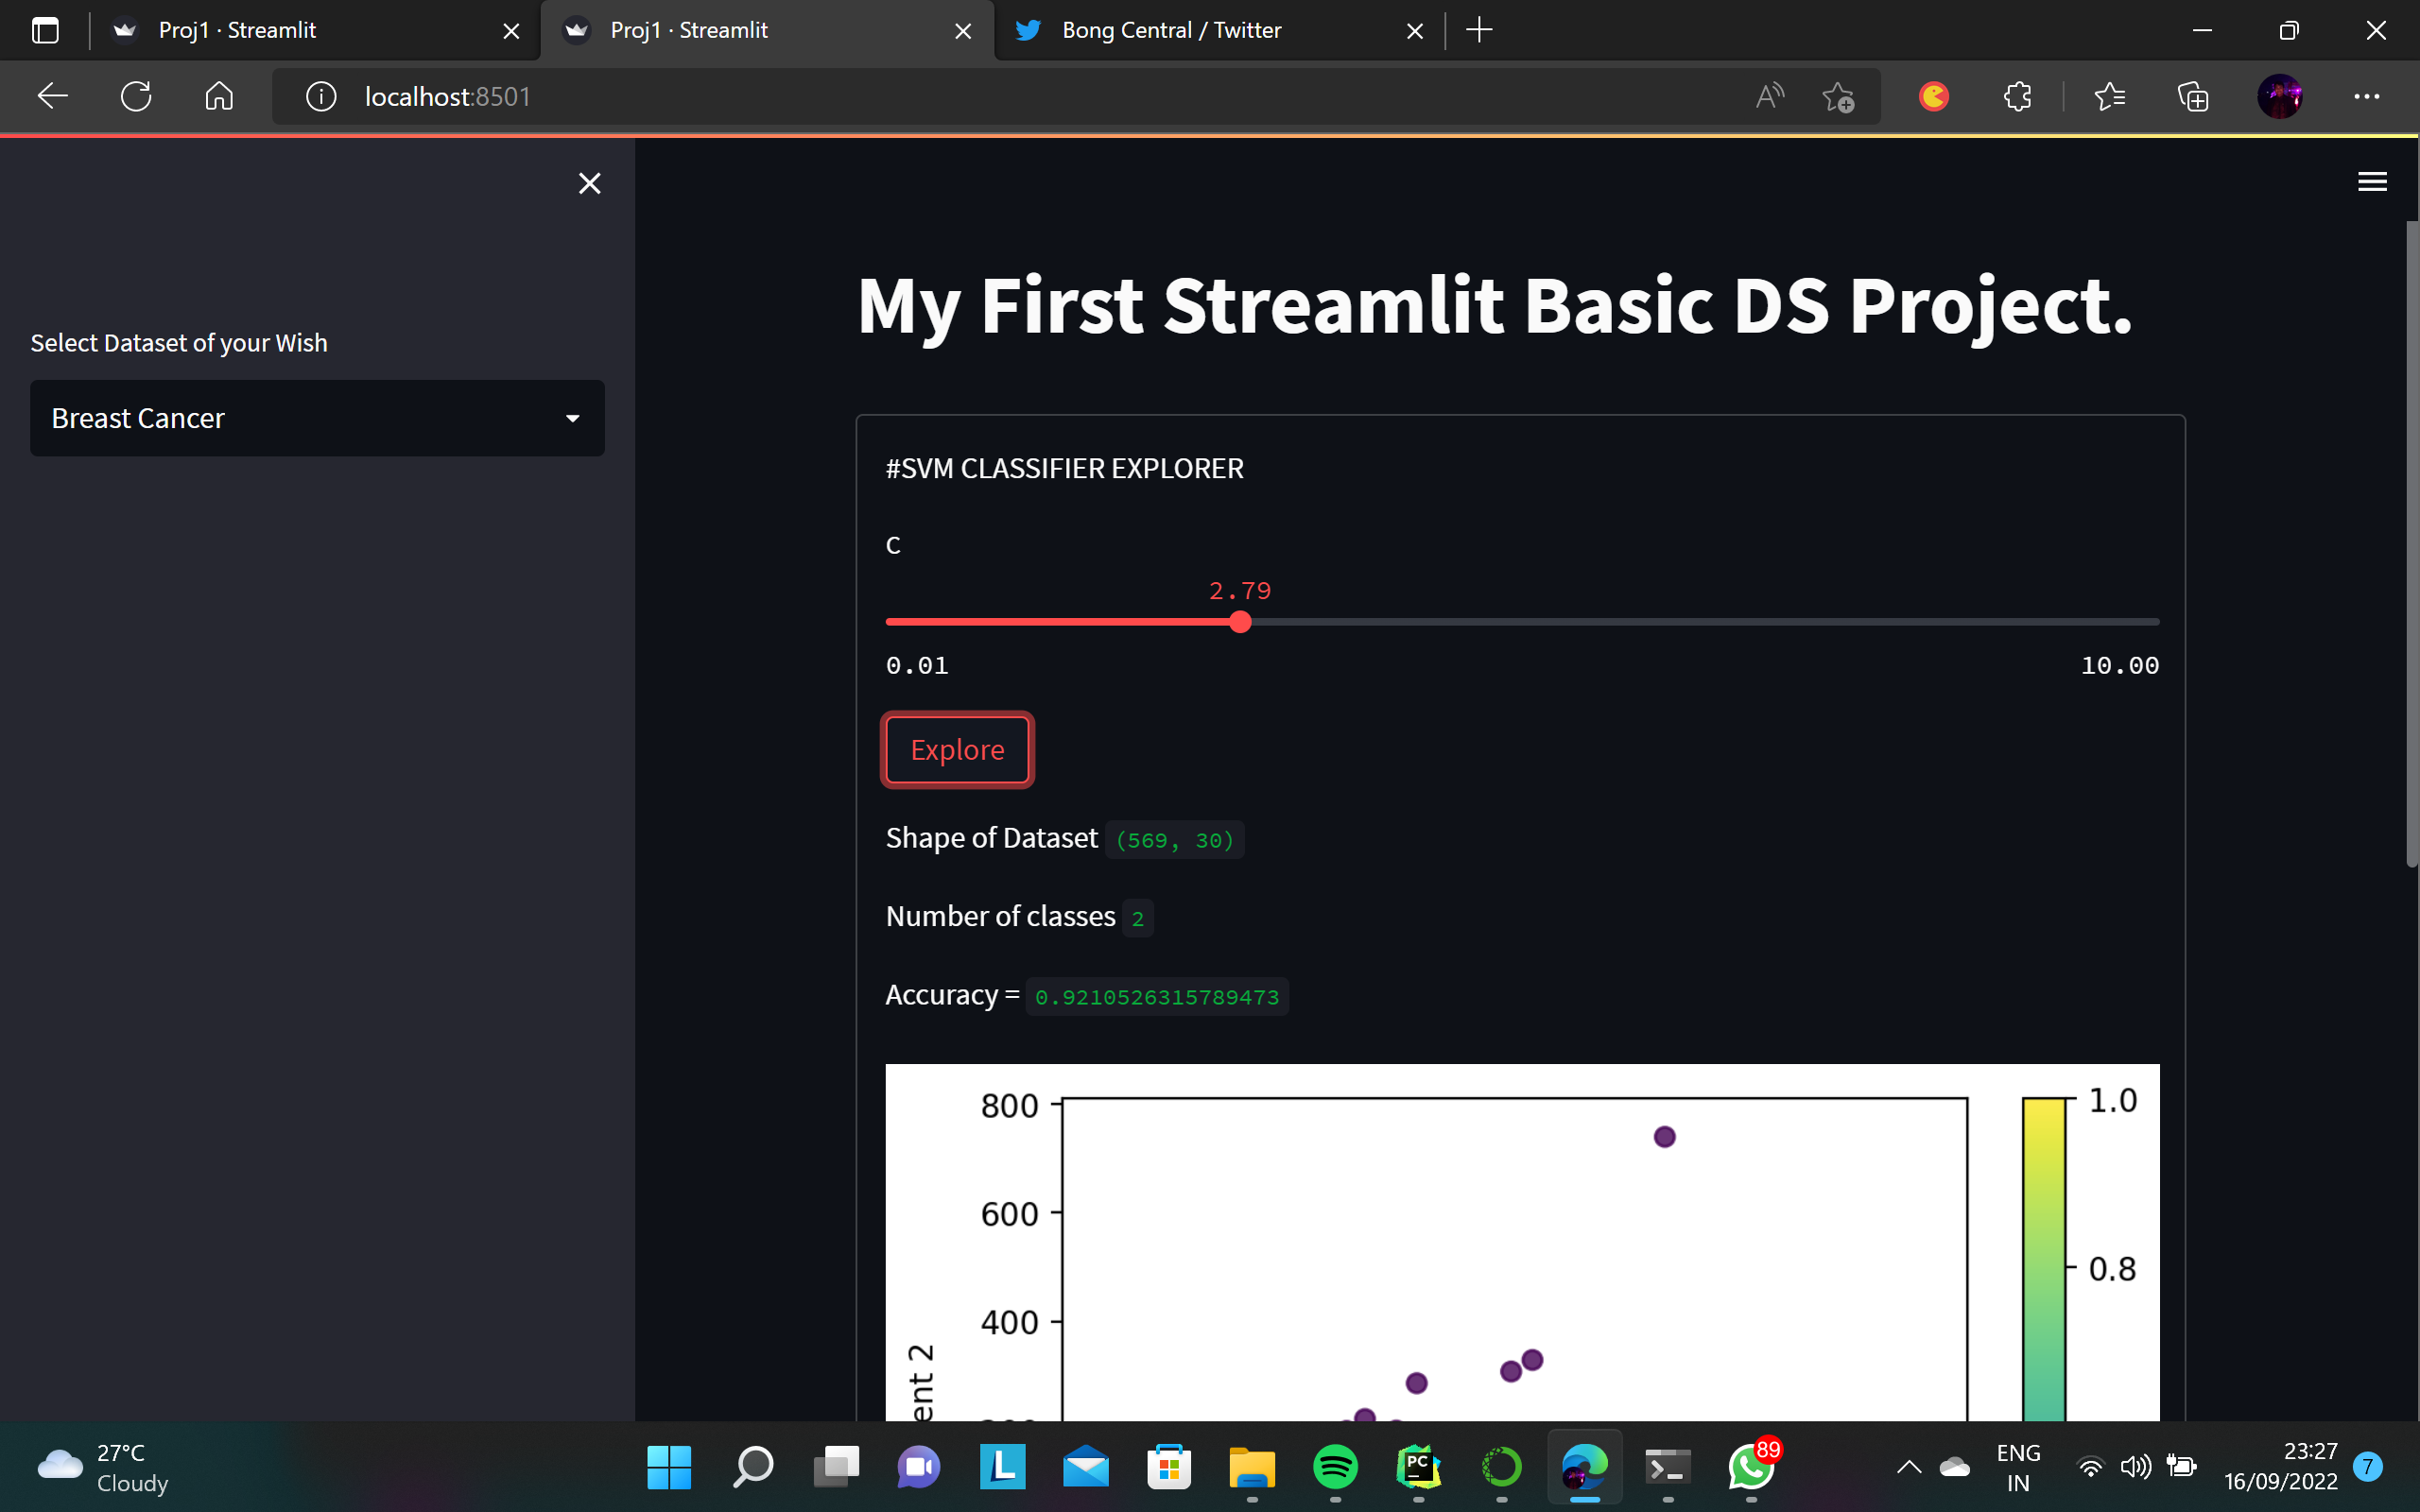 Proj1 · Streamlit
Proj1 · Streamlit
Bong Central / Twitter
localhost:8501
Select Dataset of your Wish
Breast Cancer
My First Streamlit Basic DS Project.
#SVM CLASSIFIER EXPLORER
C
2.79
0.01
10.00
Explore
Shape of Dataset (569, 30)
Number of classes 2
Accuracy = 0.9210526315789473
800
600
400
1.0
0.8
27°C
Cloudy
L
PC
89
ENG
IN
23:27
16/09/2022
7